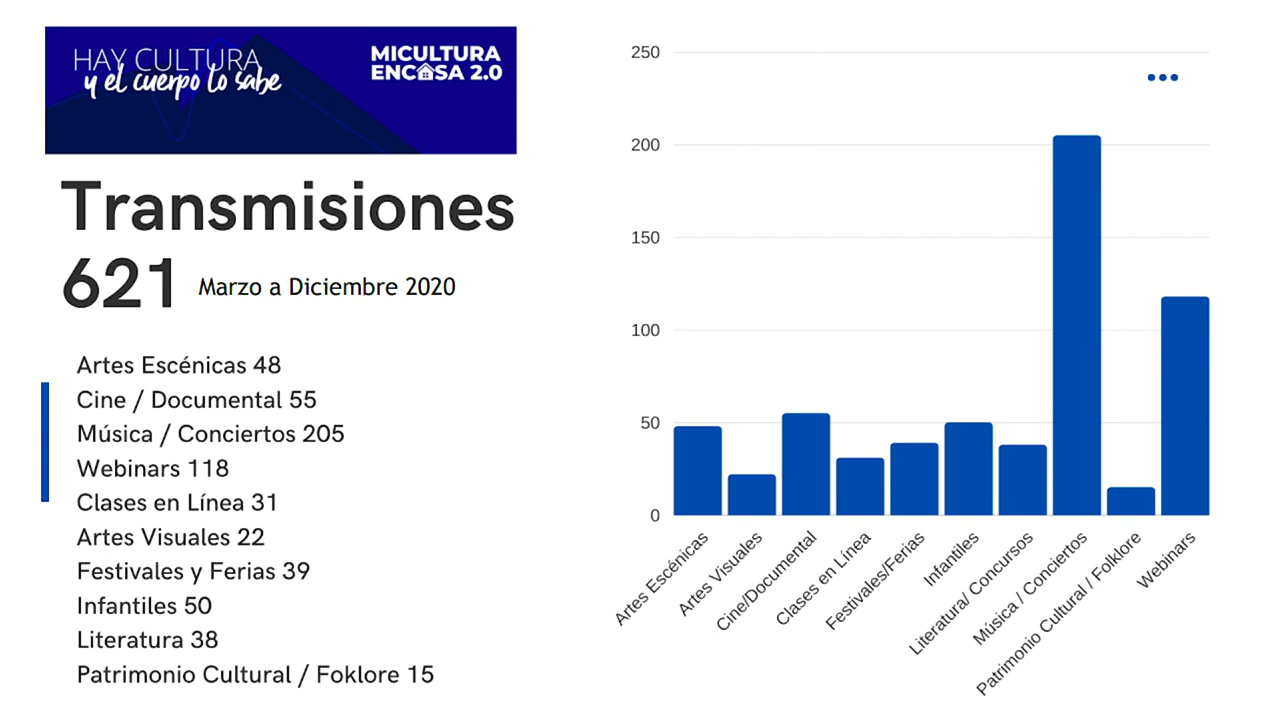 HAY CULTURA
y el cuerpo lo sabe
MICULTURA
ENCASA 2.0
Transmisiones
621 Marzo a Diciembre 2020
Artes Escénicas 48
Cine / Documental 55
Música / Conciertos 205
Webinars 118
Clases en Línea 31
Artes Visuales 22
Festivales y Ferias 39
Infantiles 50
Literatura 38
Patrimonio Cultural / Foklore 15
250
200
150
100
50
0
Artes Escénicas
Artes Visuales
Cine/Documental
Clases en Línea
Festivales/Ferias
Infantiles
Literatura/ Concursos
Música / Conciertos
Patrimonio Cultural / Folklore
Webinars